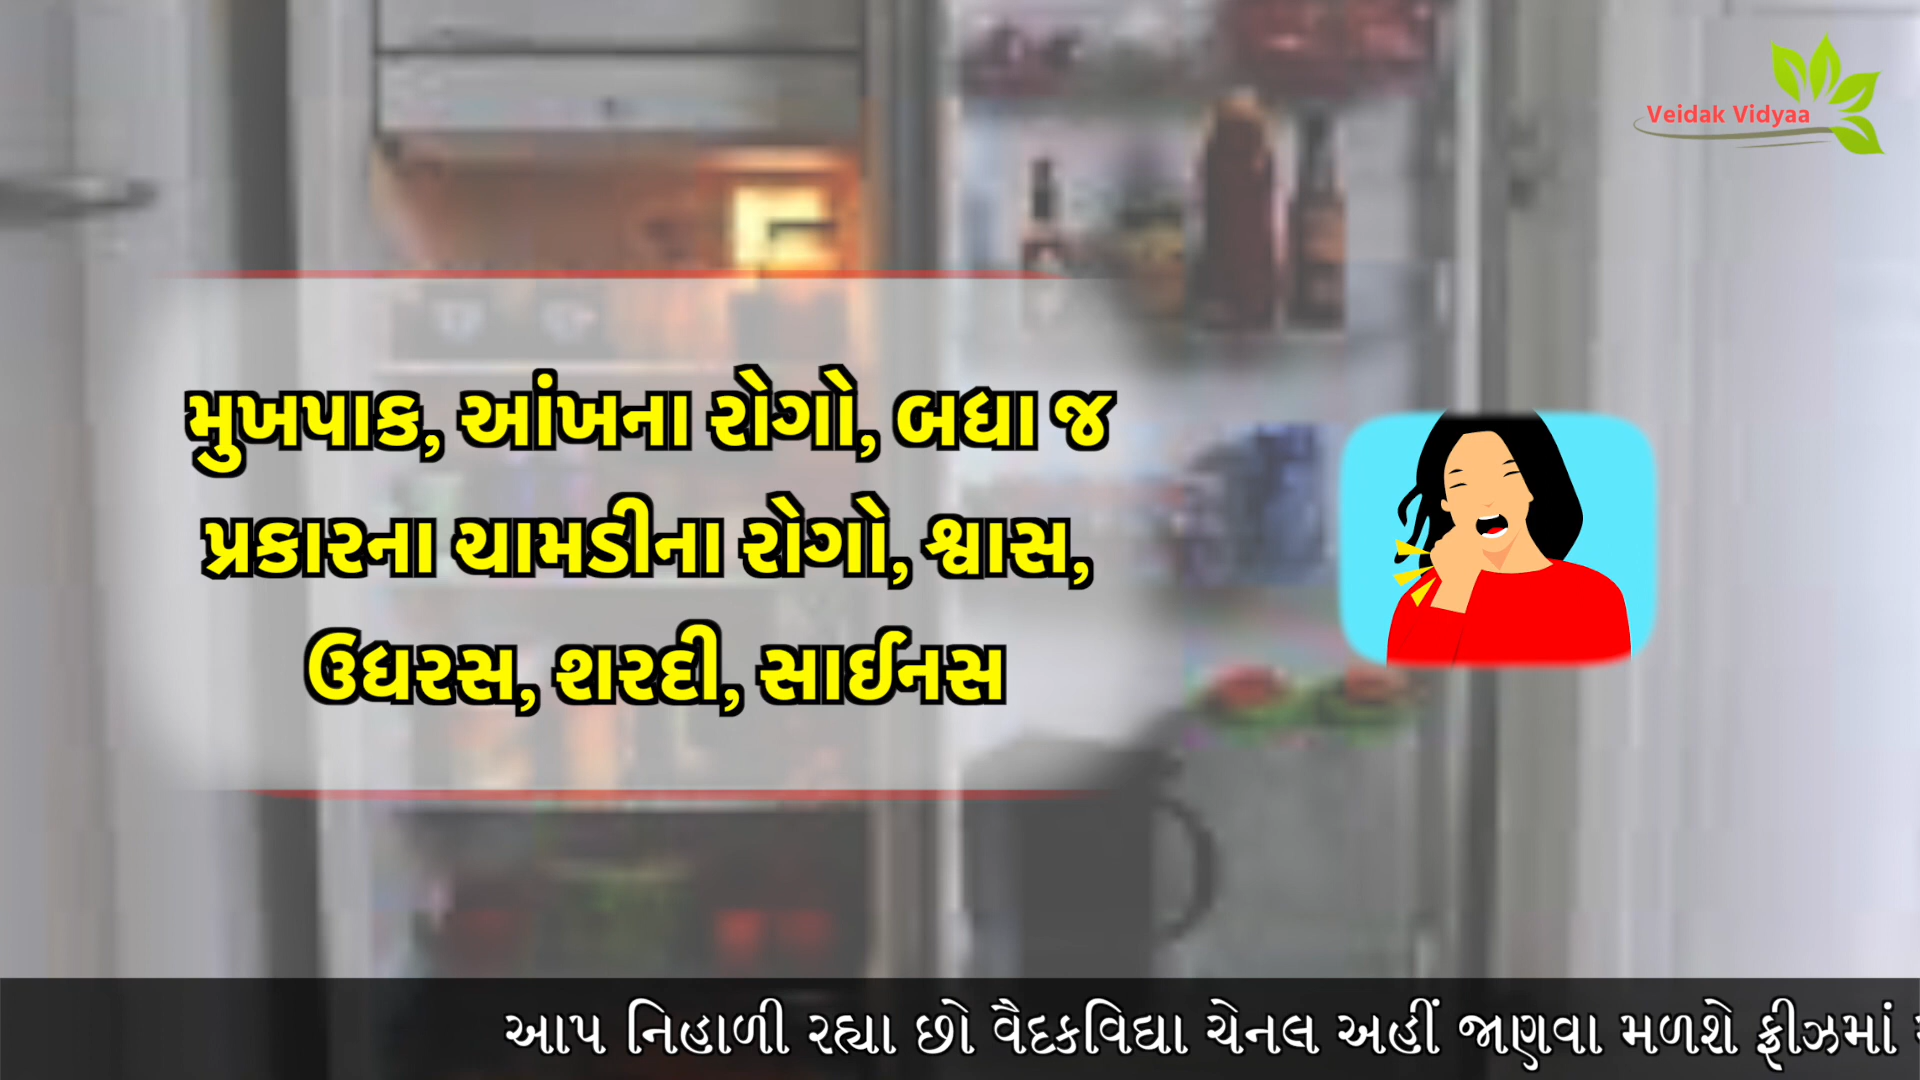 Veidak Vidyaa
મુખપાક, આંખના રોગો, બધા જ
પ્રકારના ચામડીના રોગો, શ્વાસ,
ઉધરસ, શરદી, સાઈનસ
આપ નિહાળી રહ્યા છો વૈદકવિદ્યા ચેનલ અહીં જાણવા મળશે ફ્રીઝમાં